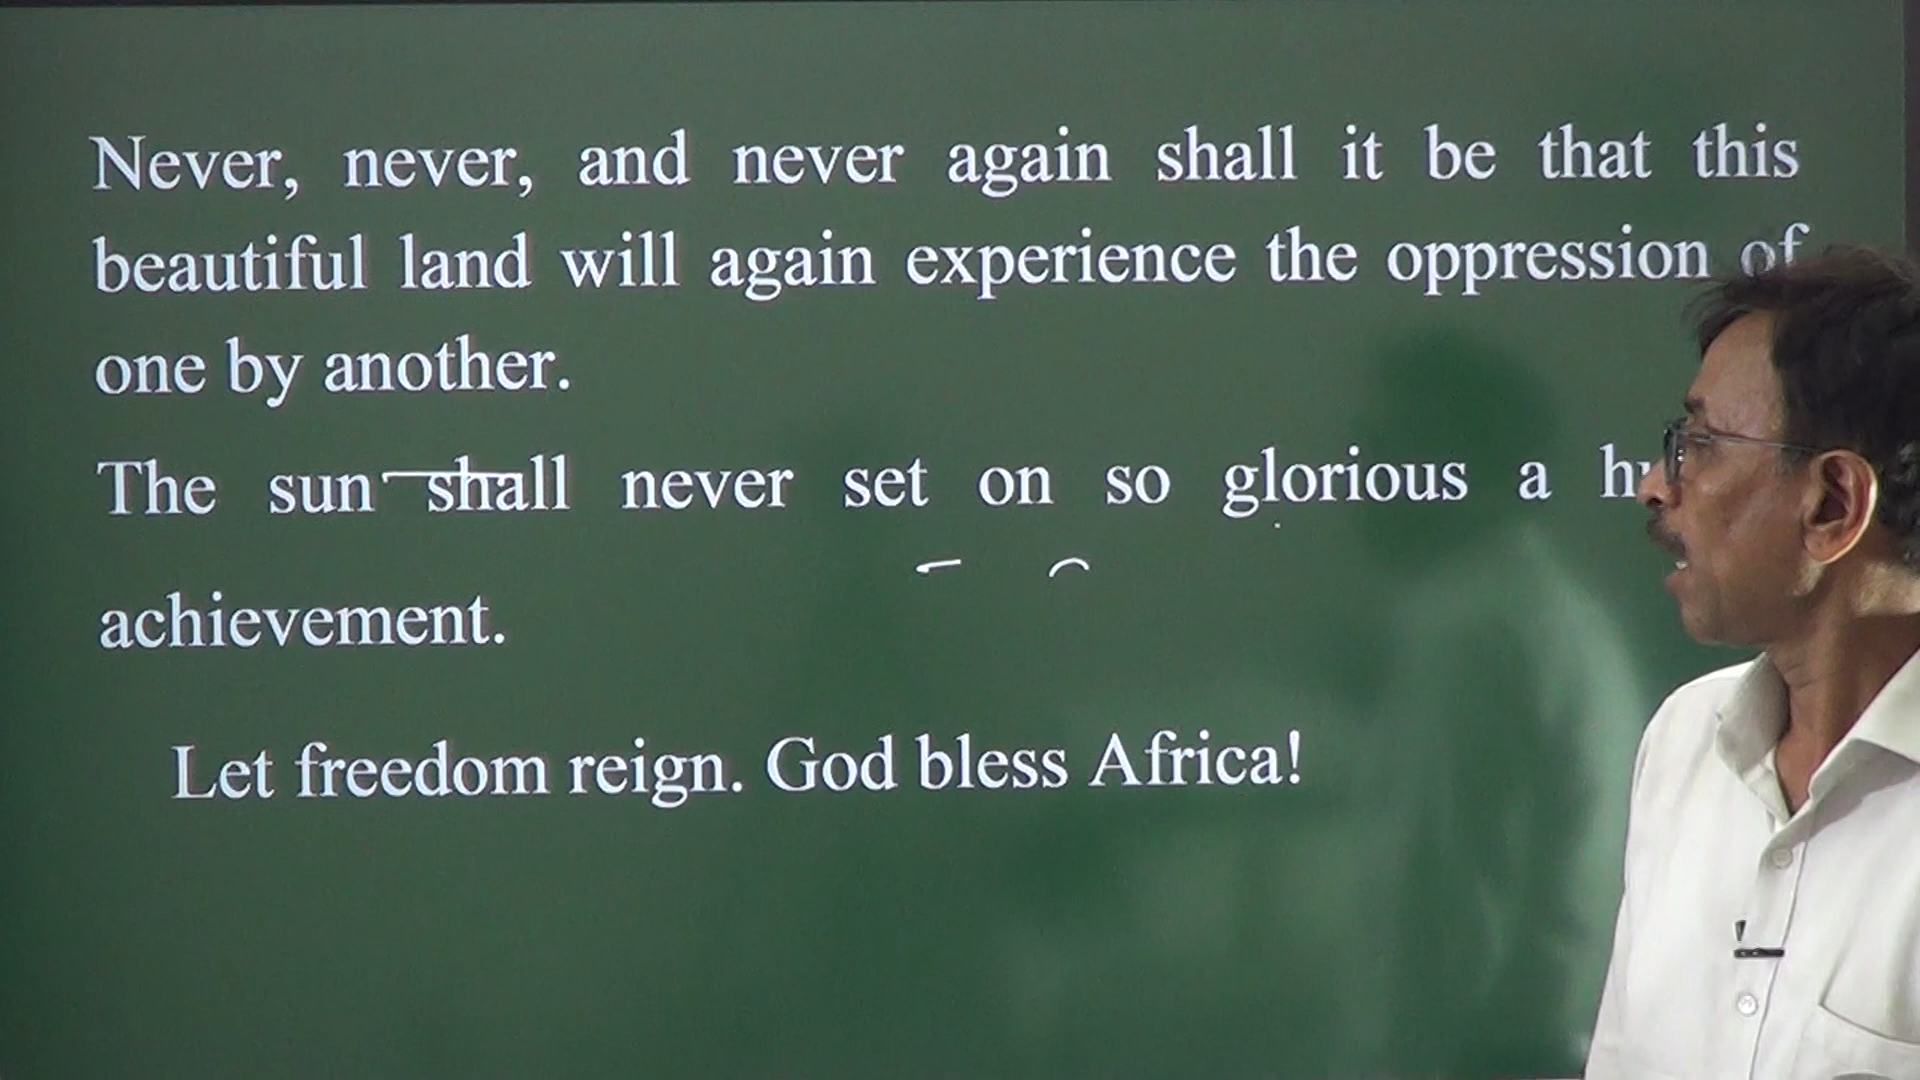 Never, never, and never again shall it be that this
beautiful land will again experience the oppression of
one by another.
The sun shall never set on so glorious a
achievement.
Let freedom reign. God bless Africa!